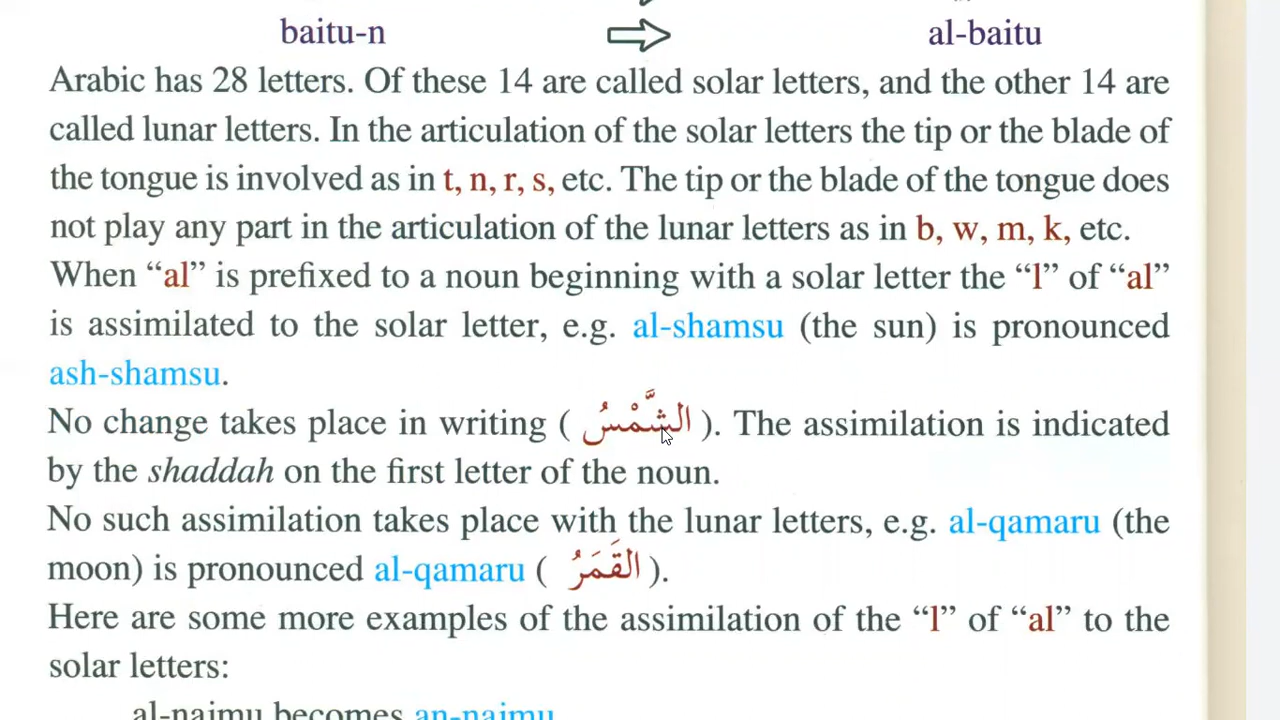 baitu-n ⇨ al-baitu
Arabic has 28 letters. Of these 14 are called solar letters, and the other 14 are
called lunar letters. In the articulation of the solar letters the tip or the blade of
the tongue is involved as in t, n, r, s, etc. The tip or the blade of the tongue does
not play any part in the articulation of the lunar letters as in b, w, m, k, etc.
When “al” is prefixed to a noun beginning with a solar letter the “l” of “al”
is assimilated to the solar letter, e.g. al-shamsu (the sun) is pronounced
ash-shamsu.
No change takes place in writing ( الشَّمْسُ ). The assimilation is indicated
by the shaddah on the first letter of the noun.
No such assimilation takes place with the lunar letters, e.g. al-qamaru (the
moon) is pronounced al-qamaru ( القَمَرُ ).
Here are some more examples of the assimilation of the “l” of “al” to the
solar letters:
al-najmu becomes an-najmu